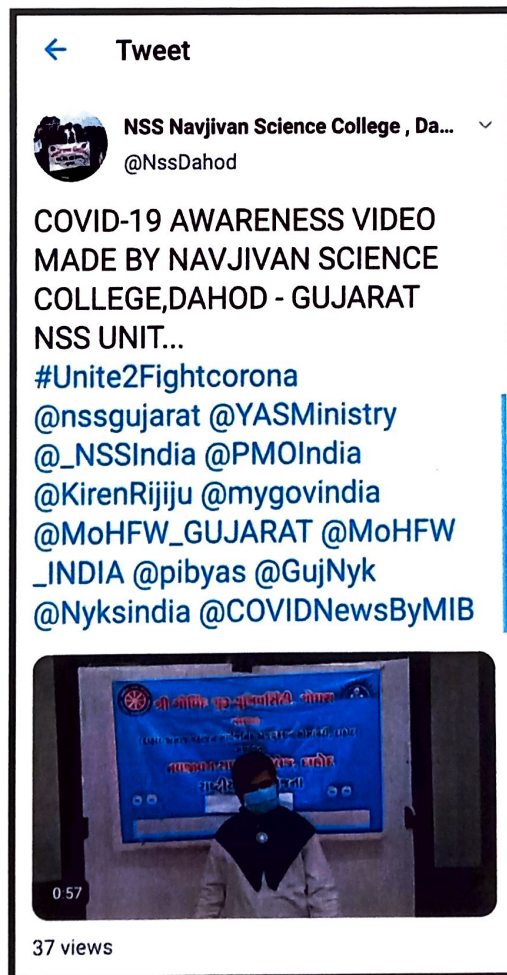 Tweet
NSS Navjivan Science College , Da...
@NssDahod
COVID-19 AWARENESS VIDEO
MADE BY NAVJIVAN SCIENCE
COLLEGE,DAHOD - GUJARAT
NSS UNIT...
#Unite2Fightcorona
@nssgujarat @YASMinistry
@_NSSIndia @PMOIndia
@KirenRijiju @mygovindia
@MoHFW_GUJARAT @MoHFW
_INDIA @pibyas @GujNyk
@Nyksindia @COVIDNewsByMIB
0:57
37 views